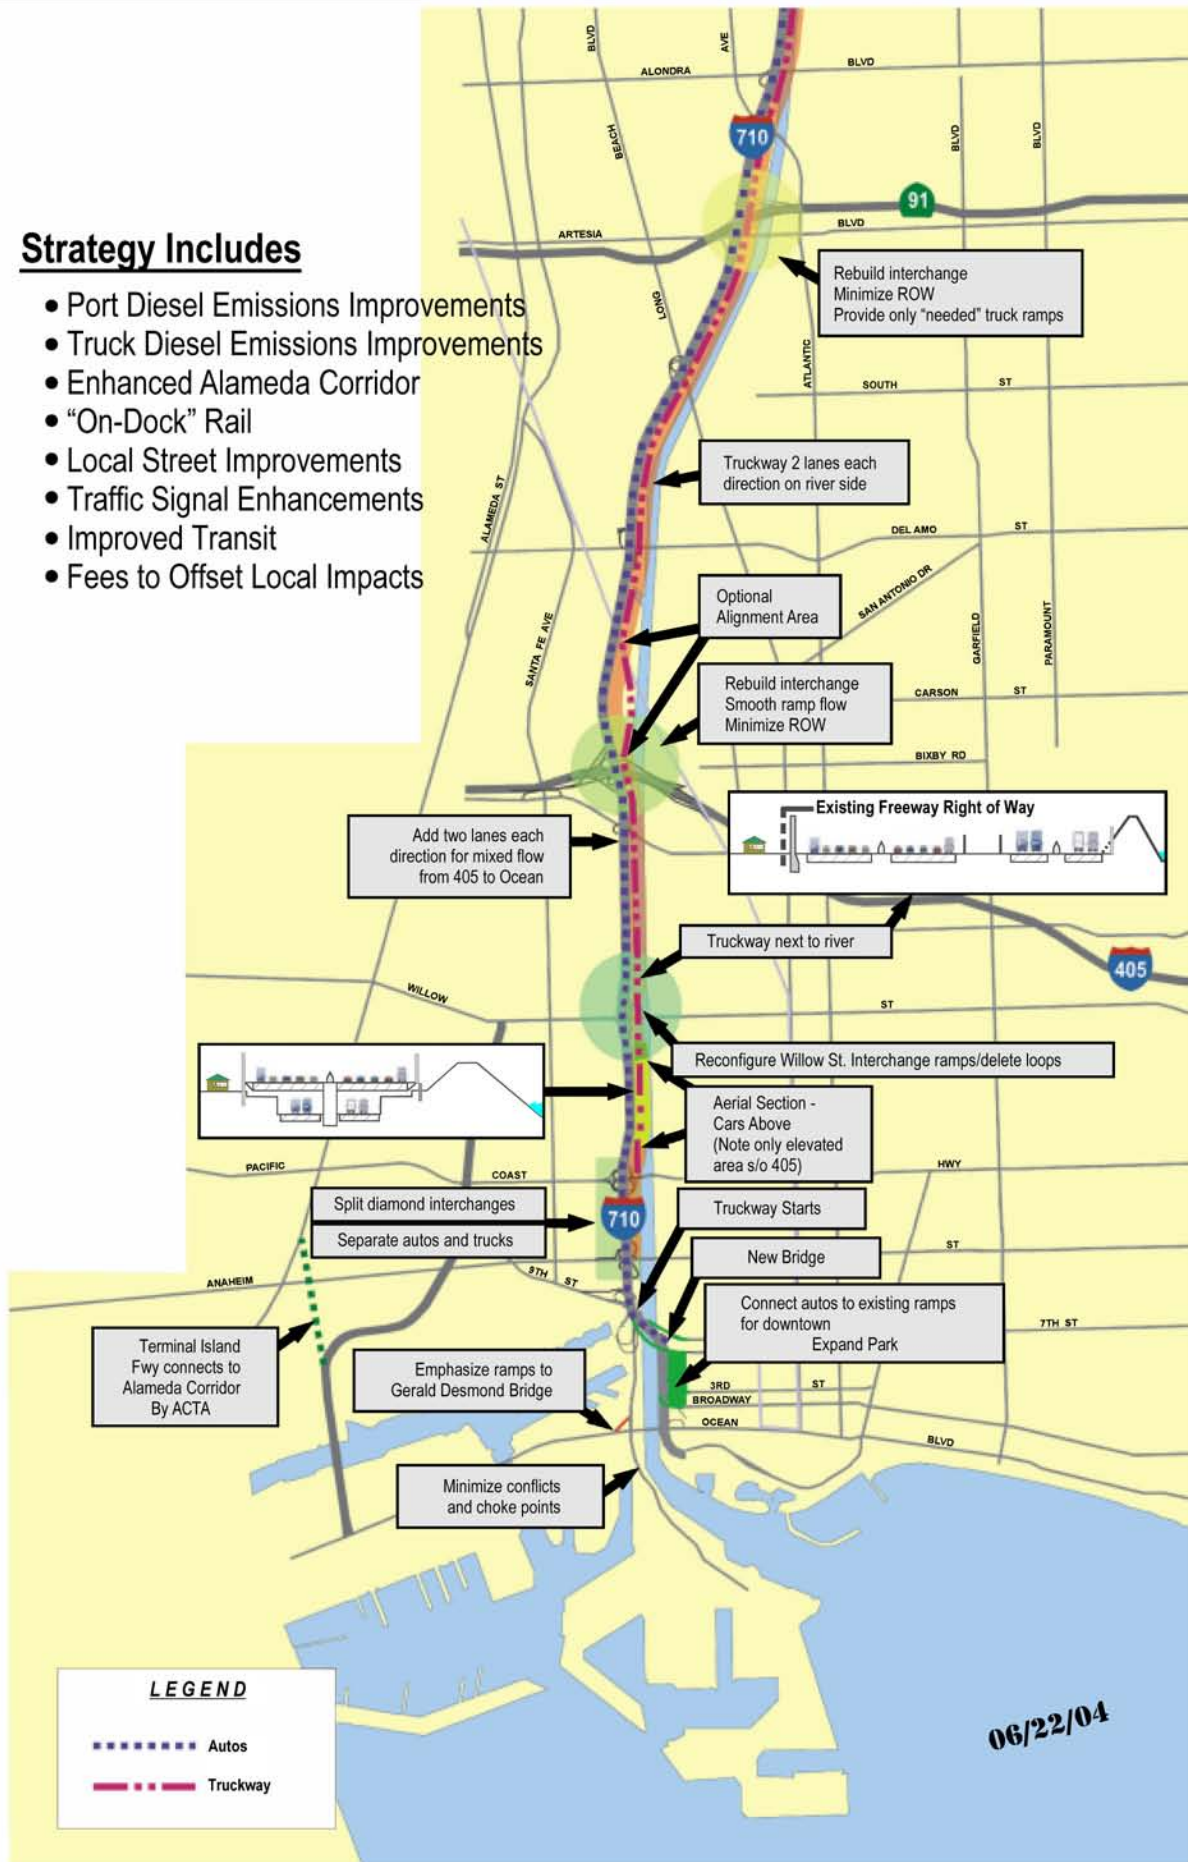 BLVD
AVE
ALONDRA
BLVD
710
BEACH
BLVD
BLVD
91
ARTESIA
BLVD
Strategy Includes
• Port Diesel Emissions Improvements
• Truck Diesel Emissions Improvements
• Enhanced Alameda Corridor
• “On-Dock” Rail
• Local Street Improvements
• Traffic Signal Enhancements
• Improved Transit
• Fees to Offset Local Impacts
Rebuild interchange
Minimize ROW
Provide only “needed” truck ramps
LONG
ATLANTIC
SOUTH
ST
Truckway 2 lanes each
direction on river side
ALAMEDA ST
DEL AMO
ST
SAN ANTONIO DR
Optional
Alignment Area
SANTA FE AVE
GARFIELD
PARAMOUNT
Rebuild interchange
Smooth ramp flow
Minimize ROW
CARSON
ST
BIXBY RD
Existing Freeway Right of Way
Add two lanes each
direction for mixed flow
from 405 to Ocean
Truckway next to river
405
WILLOW
ST
Reconfigure Willow St. Interchange ramps/delete loops
Aerial Section -
Cars Above
(Note only elevated
area s/o 405)
PACIFIC
COAST
HWY
Split diamond interchanges
Separate autos and trucks
710
Truckway Starts
New Bridge
ST
ANAHEIM
9TH ST
Connect autos to existing ramps
for downtown
Expand Park
7TH ST
Terminal Island
Fwy connects to
Alameda Corridor
By ACTA
Emphasize ramps to
Gerald Desmond Bridge
3RD
ST
BROADWAY
OCEAN
BLVD
Minimize conflicts
and choke points
LEGEND
Autos
Truckway
06/22/04